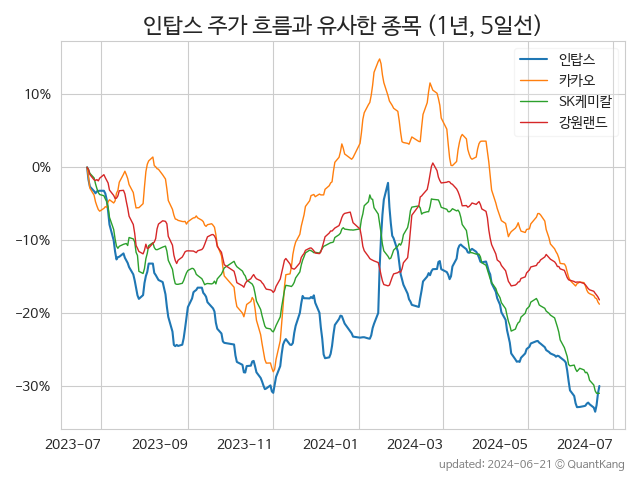 인탑스 주가 흐름과 유사한 종목 (1년, 5일선)
인탑스
카카오
SK케미칼
강원랜드
10%
0%
−10%
−20%
−30%
2023-07 2023-09 2023-11 2024-01 2024-03 2024-05 2024-07
updated: 2024-06-21 © QuantKang